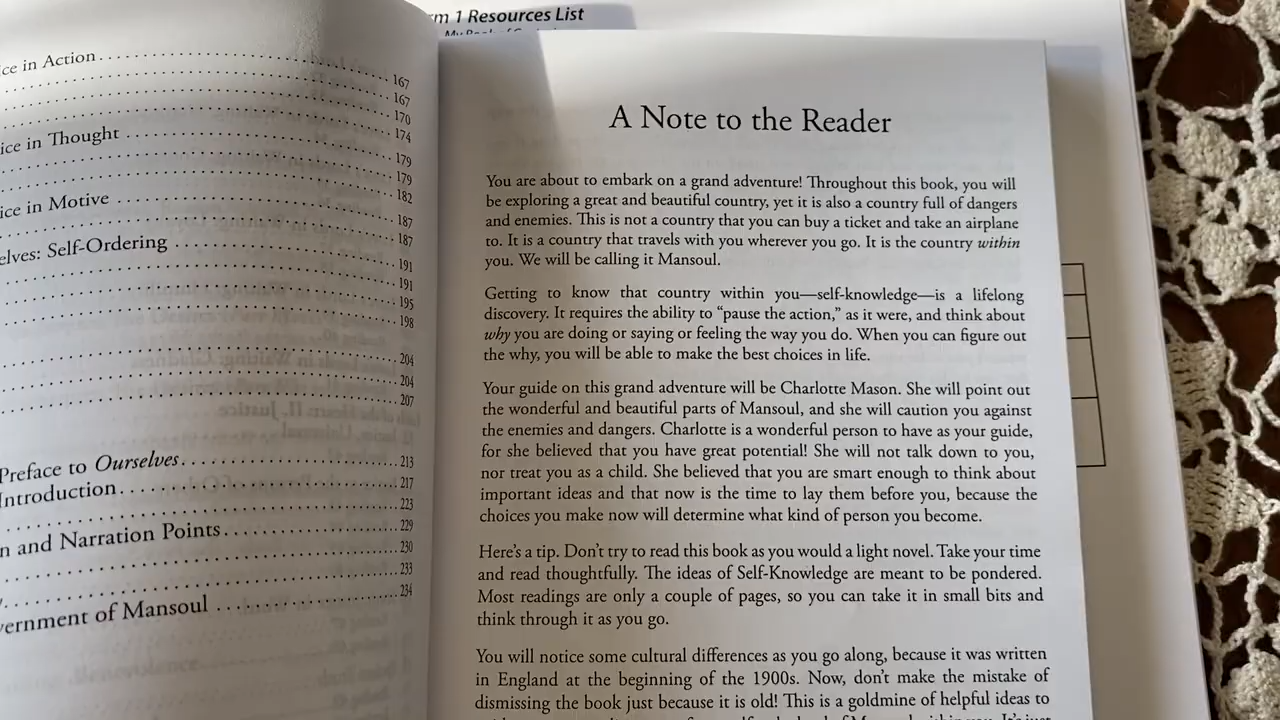 m 1 Resources List
ice in Action 167
167
170
174
ice in Thought
179
179
182
ice in Motive
187
187
elves: Self-Ordering
191
191
195
198
204
204
207
Preface to Ourselves 213
Introduction 217
223
n and Narration Points 229
230
233
vernment of Mansoul 234
A Note to the Reader
You are about to embark on a grand adventure! Throughout this book, you will
be exploring a great and beautiful country, yet it is also a country full of dangers
and enemies. This is not a country that you can buy a ticket and take an airplane
to. It is a country that travels with you wherever you go. It is the country within
you. We will be calling it Mansoul.
Getting to know that country within you—self-knowledge—is a lifelong
discovery. It requires the ability to “pause the action,” as it were, and think about
why you are doing or saying or feeling the way you do. When you can figure out
the why, you will be able to make the best choices in life.
Your guide on this grand adventure will be Charlotte Mason. She will point out
the wonderful and beautiful parts of Mansoul, and she will caution you against
the enemies and dangers. Charlotte is a wonderful person to have as your guide,
for she believed that you have great potential! She will not talk down to you,
nor treat you as a child. She believed that you are smart enough to think about
important ideas and that now is the time to lay them before you, because the
choices you make now will determine what kind of person you become.
Here’s a tip. Don’t try to read this book as you would a light novel. Take your time
and read thoughtfully. The ideas of Self-Knowledge are meant to be pondered.
Most readings are only a couple of pages, so you can take it in small bits and
think through it as you go.
You will notice some cultural differences as you go along, because it was written
in England at the beginning of the 1900s. Now, don’t make the mistake of
dismissing the book just because it is old! This is a goldmine of helpful ideas to